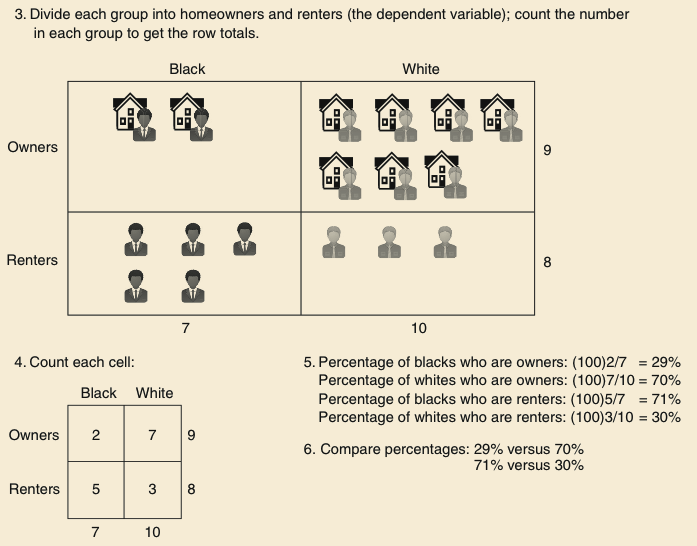 3. Divide each group into homeowners and renters (the dependent variable); count the number
in each group to get the row totals.
Black White
Owners 9
Renters 8
7 10
4. Count each cell:
Black White
Owners 2 7 9
Renters 5 3 8
7 10
5. Percentage of blacks who are owners: (100)2/7 = 29%
Percentage of whites who are owners: (100)7/10 = 70%
Percentage of blacks who are renters: (100)5/7 = 71%
Percentage of whites who are renters: (100)3/10 = 30%
6. Compare percentages: 29% versus 70%
71% versus 30%